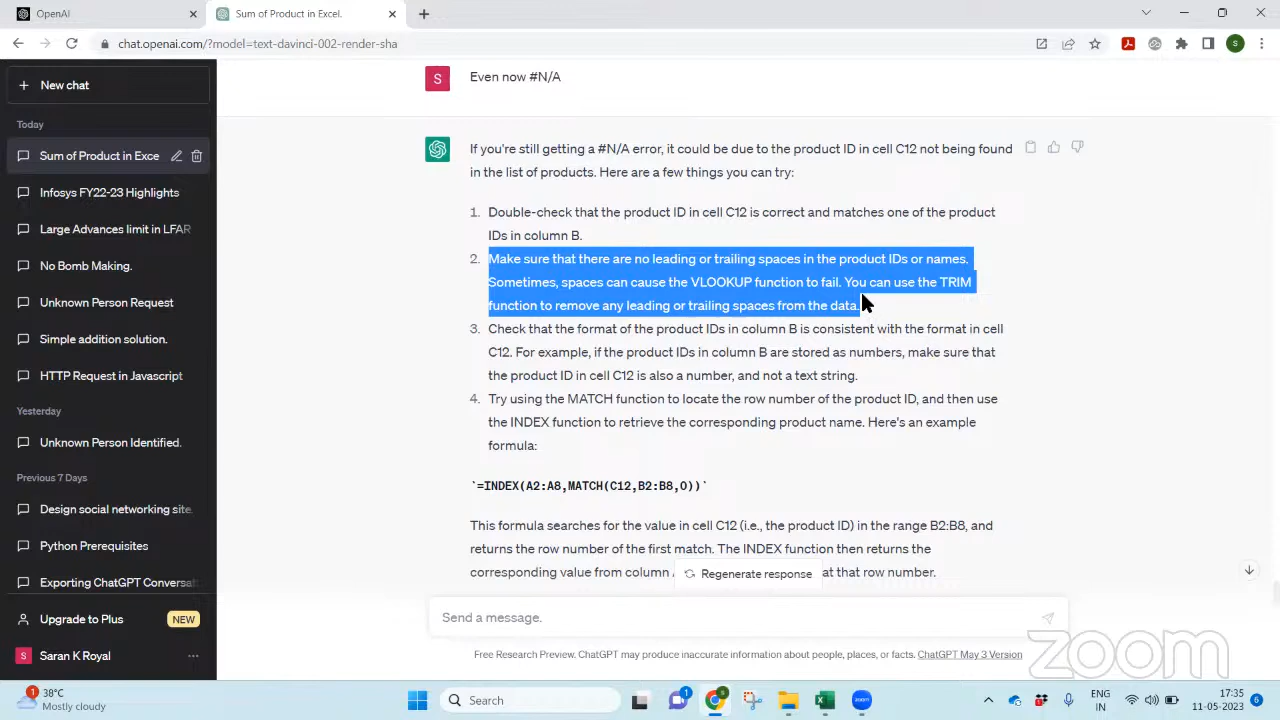 OpenAI
Sum of Product in Excel.
chat.openai.com/?model=text-davinci-002-render-sha
S
New chat
Today
Sum of Product in Exce
Infosys FY22-23 Highlights
Large Advances limit in LFAR
No Bomb Making.
Unknown Person Request
Simple addition solution.
HTTP Request in Javascript
Yesterday
Unknown Person Identified.
Previous 7 Days
Design social networking site.
Python Prerequisites
Exporting ChatGPT Conversat
Upgrade to Plus
NEW
S
Saran K Royal
S
Even now #N/A
If you're still getting a #N/A error, it could be due to the product ID in cell C12 not being found
in the list of products. Here are a few things you can try:
1. Double-check that the product ID in cell C12 is correct and matches one of the product
IDs in column B.
2. Make sure that there are no leading or trailing spaces in the product IDs or names.
Sometimes, spaces can cause the VLOOKUP function to fail. You can use the TRIM
function to remove any leading or trailing spaces from the data.
3. Check that the format of the product IDs in column B is consistent with the format in cell
C12. For example, if the product IDs in column B are stored as numbers, make sure that
the product ID in cell C12 is also a number, and not a text string.
4. Try using the MATCH function to locate the row number of the product ID, and then use
the INDEX function to retrieve the corresponding product name. Here's an example
formula:
`=INDEX(A2:A8,MATCH(C12,B2:B8,0))`
This formula searches for the value in cell C12 (i.e., the product ID) in the range B2:B8, and
returns the row number of the first match. The INDEX function then returns the
corresponding value from column
Regenerate response
at that row number.
Send a message.
Free Research Preview. ChatGPT may produce inaccurate information about people, places, or facts. ChatGPT May 3 Version
zoom
1
38°C
Mostly cloudy
Search
1
S
zoom
ENG
IN
17:35
11-05-2023
6